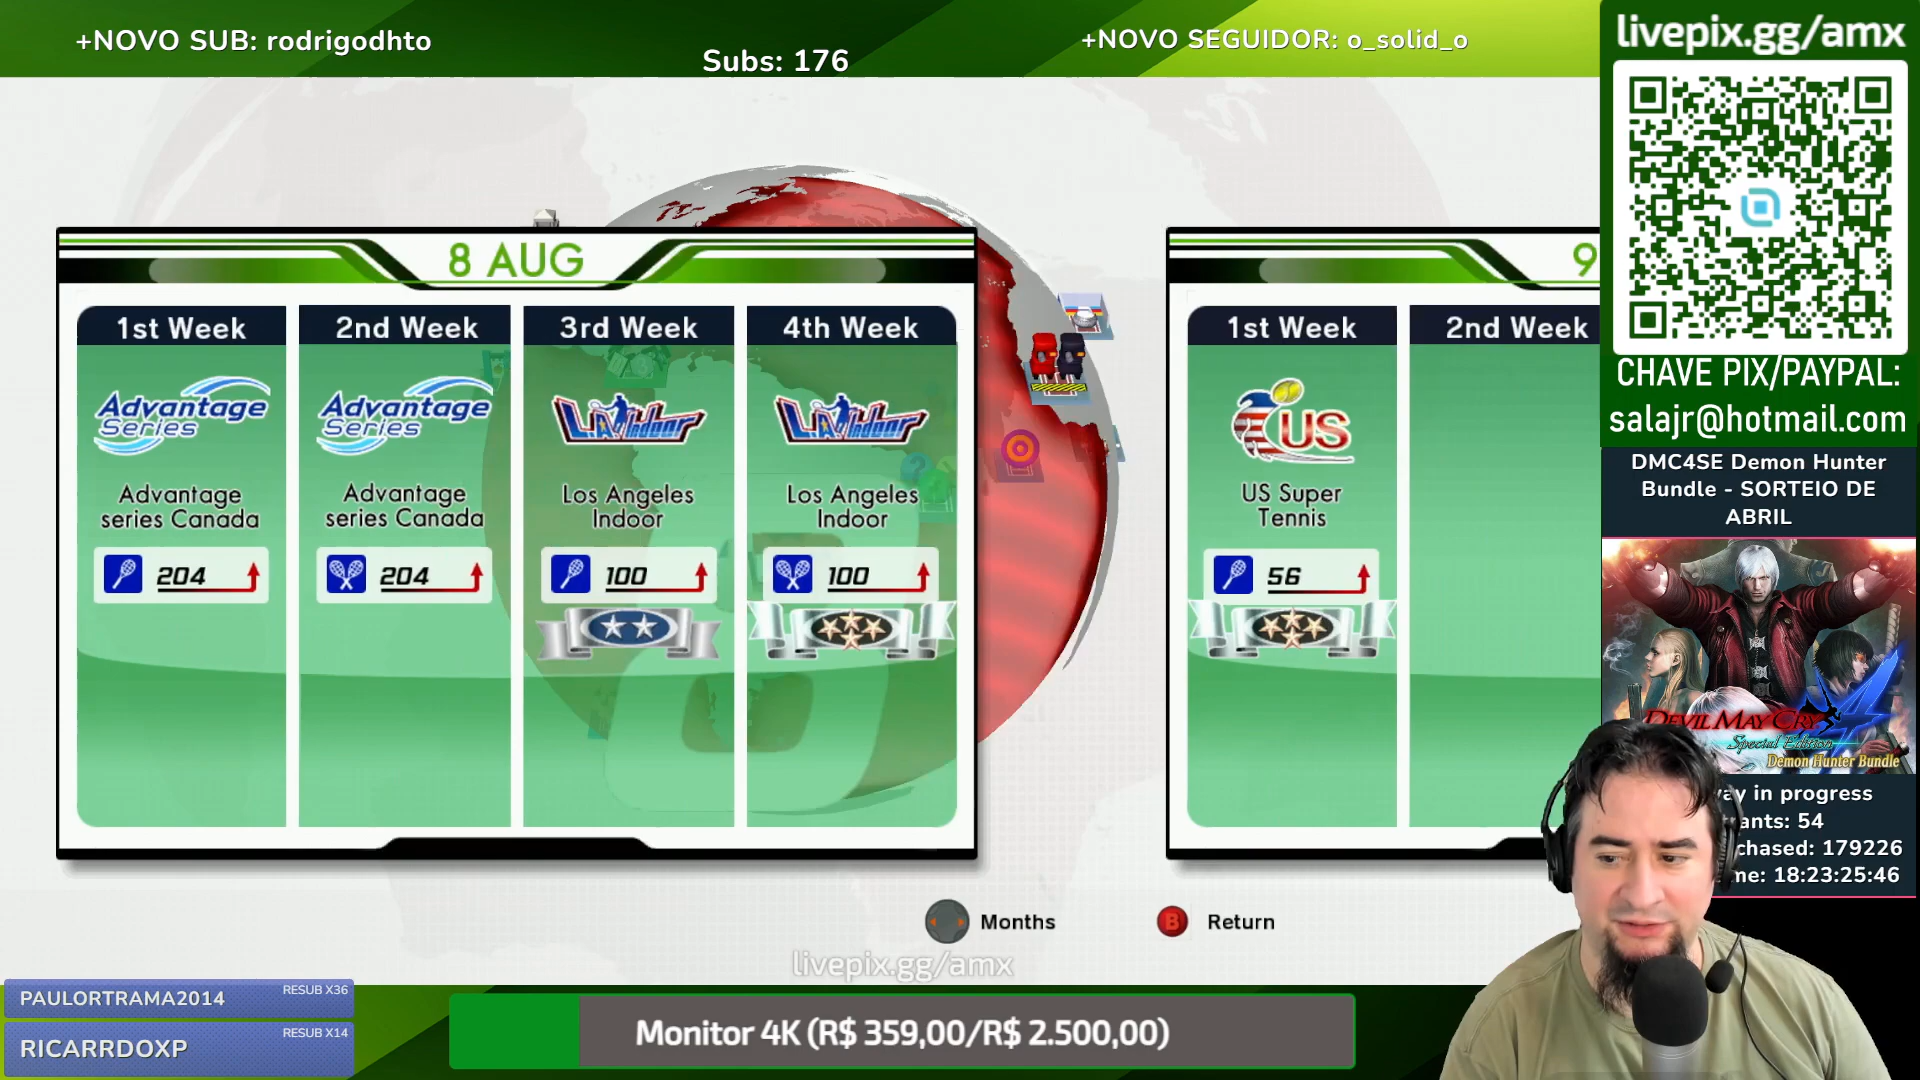 +NOVO SUB: rodrigodhto
Subs: 176
+NOVO SEGUIDOR: o_solid_o
livepix.gg/amx
CHAVE PIX/PAYPAL:
salajr@hotmail.com
DMC4SE Demon Hunter
Bundle - SORTEIO DE
ABRIL
DEVIL MAY CRY 4
Special Edition
Demon Hunter Bundle
in progress
54
179226
18:23:25:46
8 AUG
1st Week
2nd Week
3rd Week
4th Week
Advantage
Series
Advantage
Series
L.A. Indoor
L.A. Indoor
Advantage
series Canada
Advantage
series Canada
Los Angeles
Indoor
Los Angeles
Indoor
204
204
100
100
9
1st Week
2nd Week
US
US Super
Tennis
56
Months
B
Return
livepix.gg/amx
PAULORTRAMA2014
RESUB X36
RICARRDOXP
RESUB X14
Monitor 4K (R$ 359,00/R$ 2.500,00)